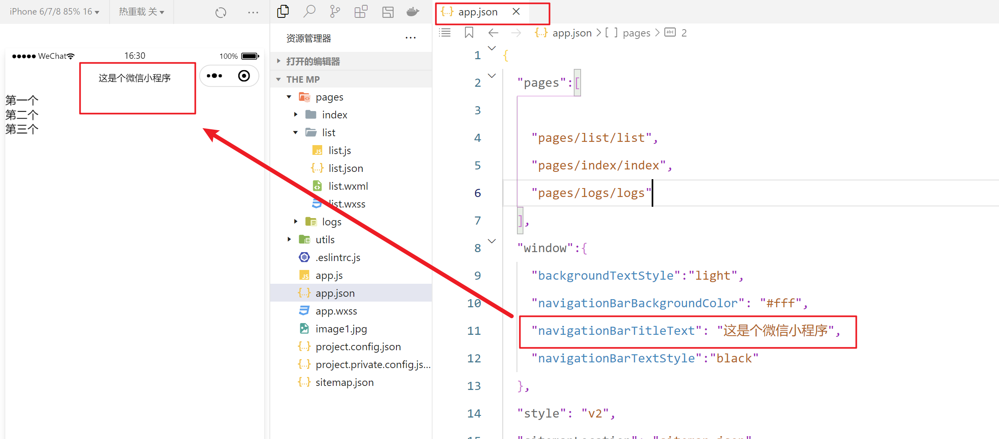 iPhone 6/7/8 85% 16
热重载 关
WeChat
16:30
100%
这是个微信小程序
第一个
第二个
第三个
资源管理器
打开的编辑器
THE MP
pages
index
list
list.js
list.json
list.wxml
list.wxss
logs
utils
.eslintrc.js
app.js
app.json
app.wxss
image1.jpg
project.config.json
project.private.config.js...
sitemap.json
app.json
app.json > [ ] pages > abc 2
1 {
2 "pages":[
3
4 "pages/list/list",
5 "pages/index/index",
6 "pages/logs/logs"
7 ],
8 "window":{
9 "backgroundTextStyle":"light",
10 "navigationBarBackgroundColor": "#fff",
11 "navigationBarTitleText": "这是个微信小程序",
12 "navigationBarTextStyle":"black"
13 },
14 "style": "v2",
15 "sitemapLocation": "sitemap.json"